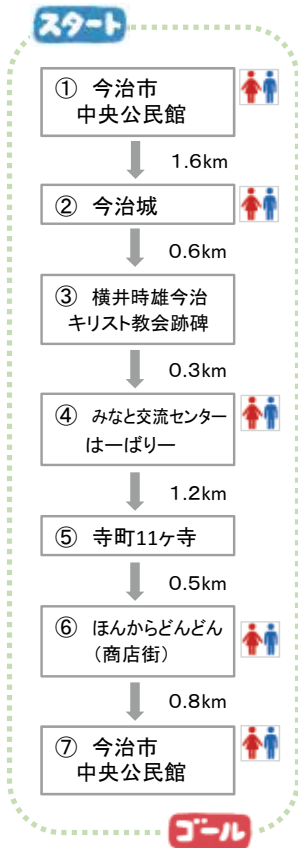 スタート
① 今治市
中央公民館
1.6km
② 今治城
0.6km
③ 横井時雄今治
キリスト教会跡碑
0.3km
④ みなと交流センター
はーばりー
1.2km
⑤ 寺町11ヶ寺
0.5km
⑥ ほんからどんどん
（商店街）
0.8km
⑦ 今治市
中央公民館
ゴール